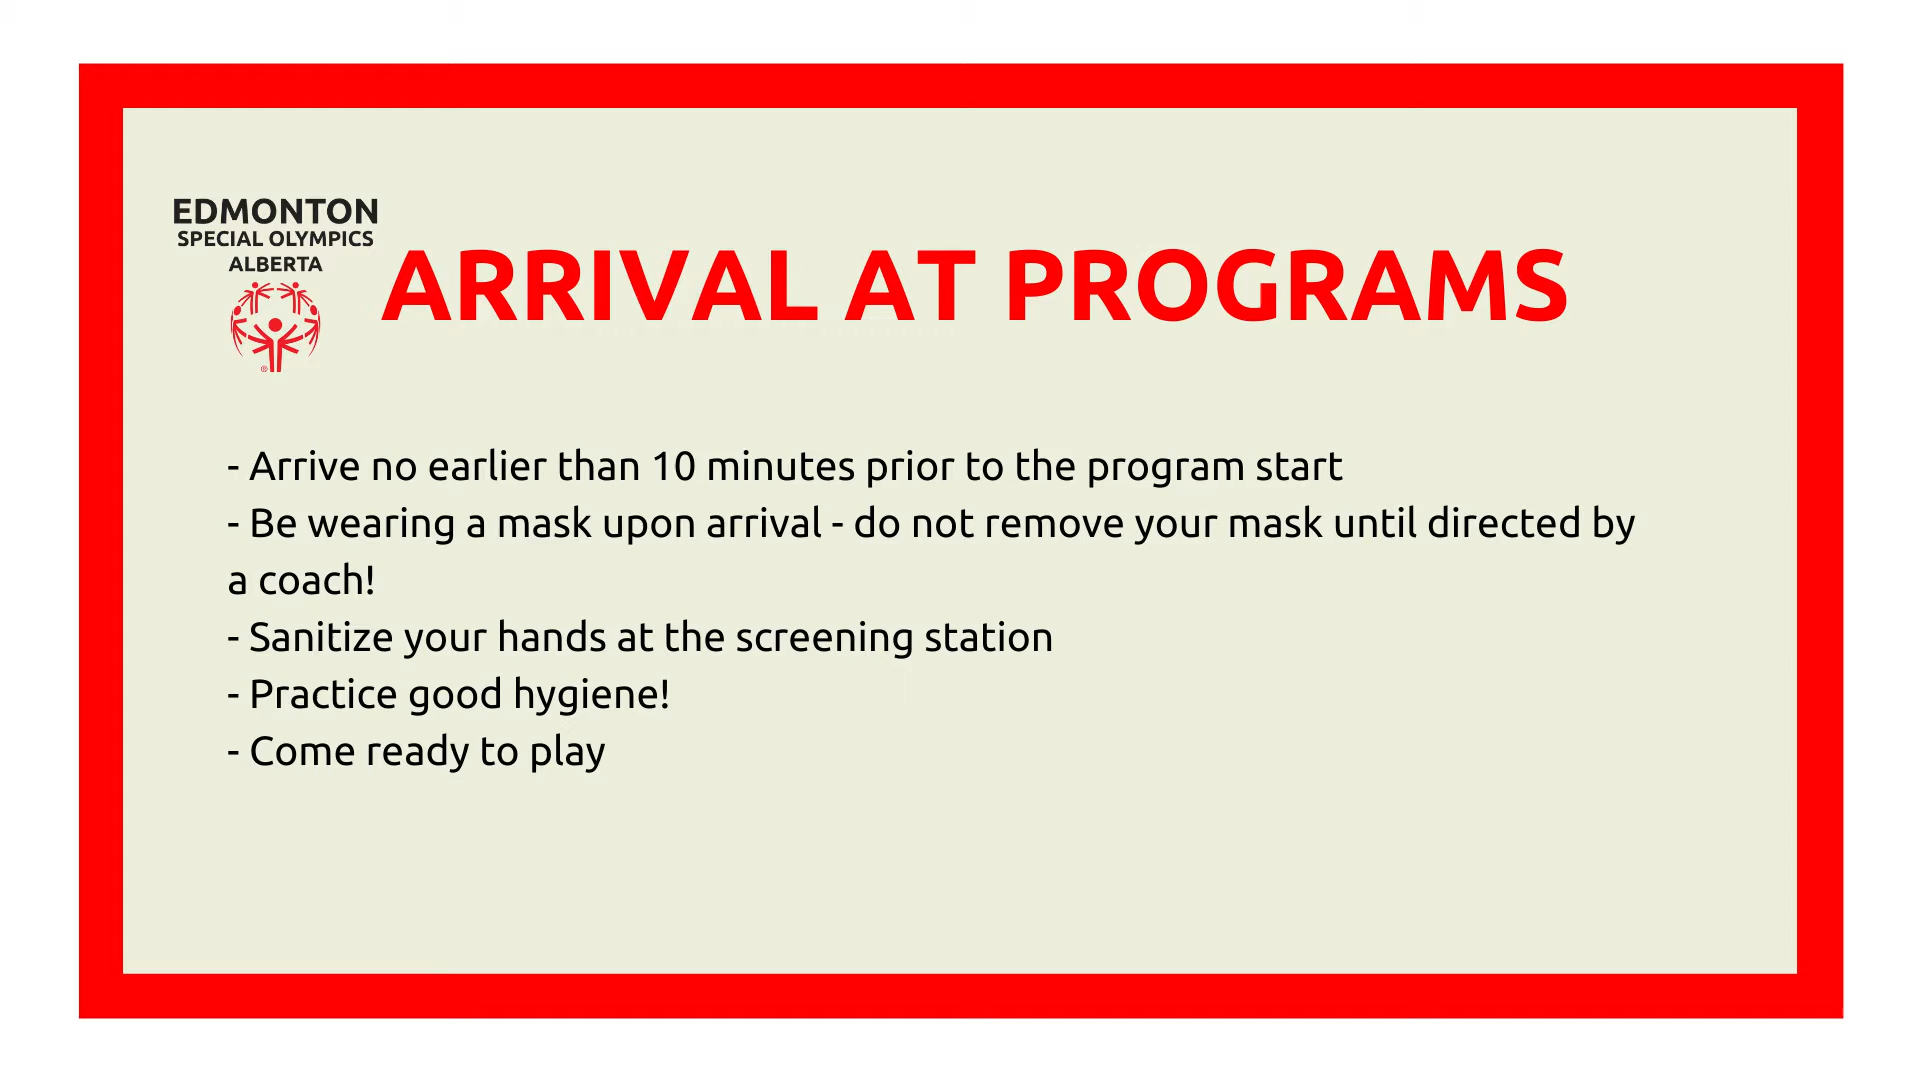 EDMONTON
SPECIAL OLYMPICS
ALBERTA
®
ARRIVAL AT PROGRAMS
- Arrive no earlier than 10 minutes prior to the program start
- Be wearing a mask upon arrival - do not remove your mask until directed by
a coach!
- Sanitize your hands at the screening station
- Practice good hygiene!
- Come ready to play